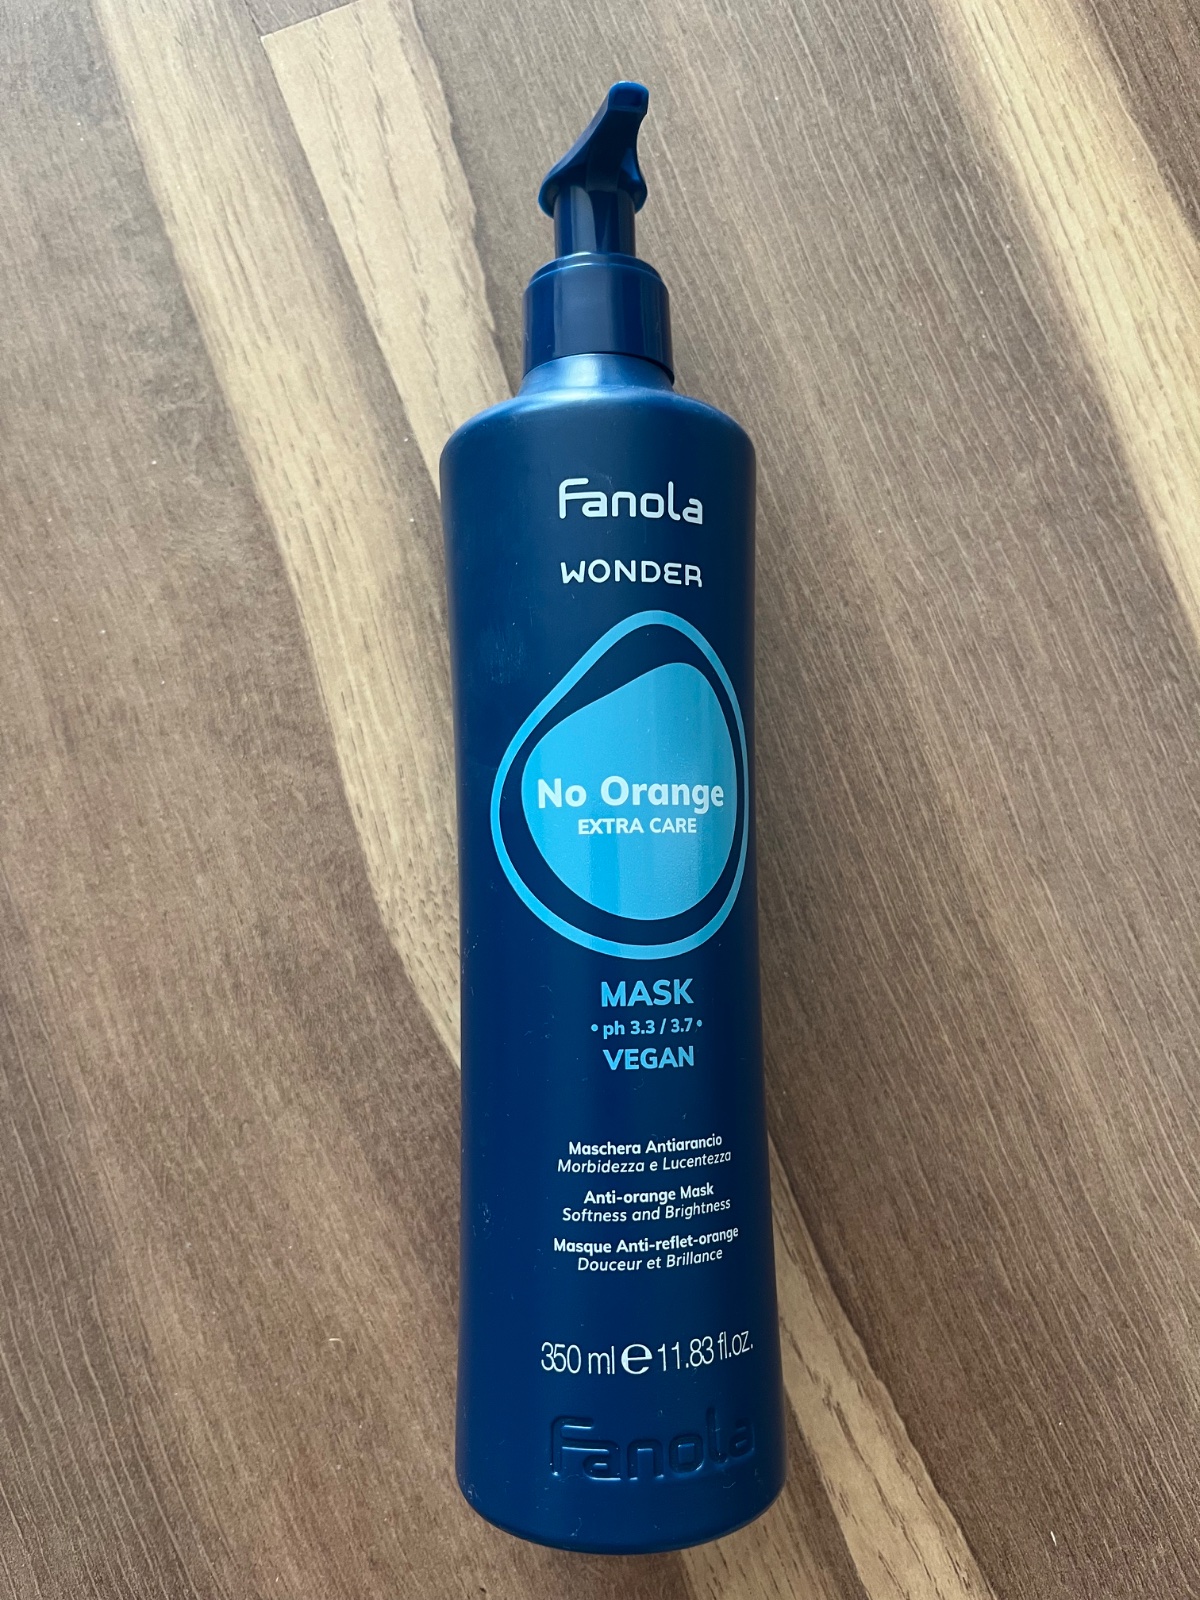 Fanola
WONDER
No Orange
EXTRA CARE
MASK
• ph 3.3 / 3.7 •
VEGAN
Maschera Antiarancio
Morbidezza e Lucentezza
Anti-orange Mask
Softness and Brightness
Masque Anti-reflet-orange
Douceur et Brillance
350 ml ℮ 11.83 fl.oz.
Fanola